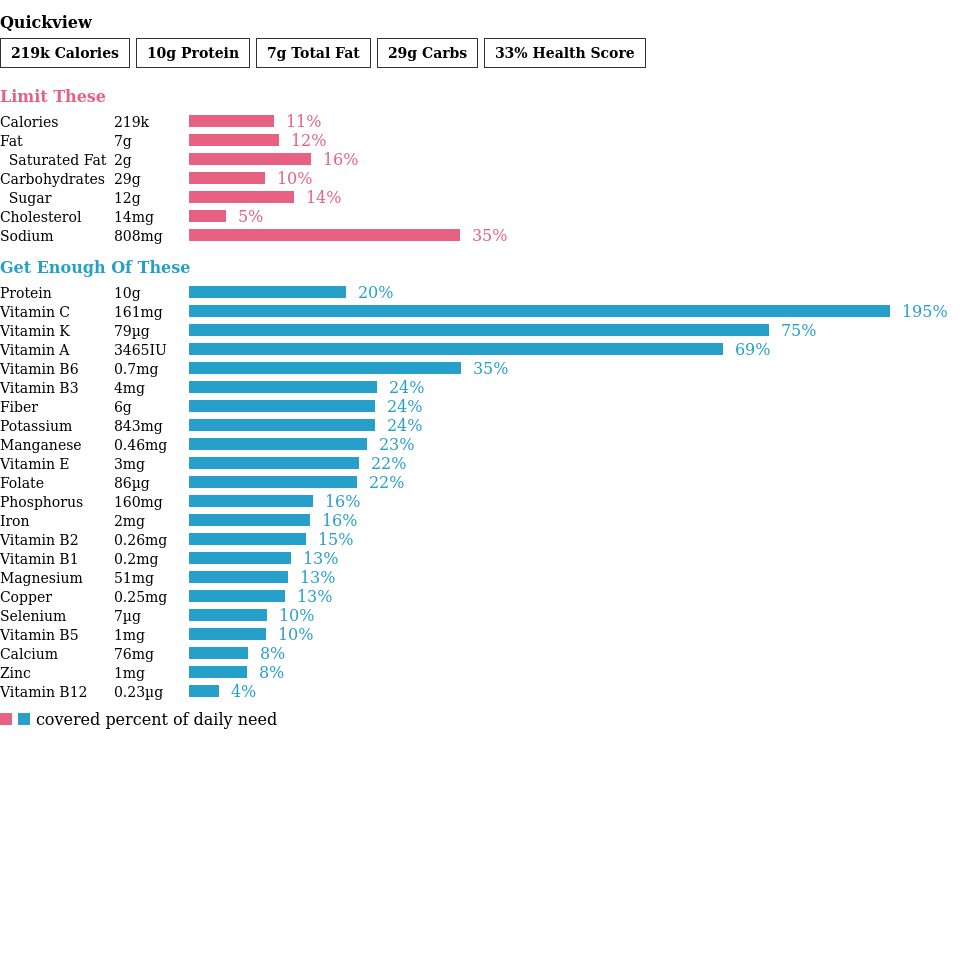 Quickview
219k Calories 10g Protein 7g Total Fat 29g Carbs 33% Health Score
Limit These
Calories 219k 11%
Fat 7g 12%
Saturated Fat 2g 16%
Carbohydrates 29g 10%
Sugar 12g 14%
Cholesterol 14mg 5%
Sodium 808mg 35%
Get Enough Of These
Protein 10g 20%
Vitamin C 161mg 195%
Vitamin K 79µg 75%
Vitamin A 3465IU 69%
Vitamin B6 0.7mg 35%
Vitamin B3 4mg 24%
Fiber 6g 24%
Potassium 843mg 24%
Manganese 0.46mg 23%
Vitamin E 3mg 22%
Folate 86µg 22%
Phosphorus 160mg 16%
Iron 2mg 16%
Vitamin B2 0.26mg 15%
Vitamin B1 0.2mg 13%
Magnesium 51mg 13%
Copper 0.25mg 13%
Selenium 7µg 10%
Vitamin B5 1mg 10%
Calcium 76mg 8%
Zinc 1mg 8%
Vitamin B12 0.23µg 4%
covered percent of daily need